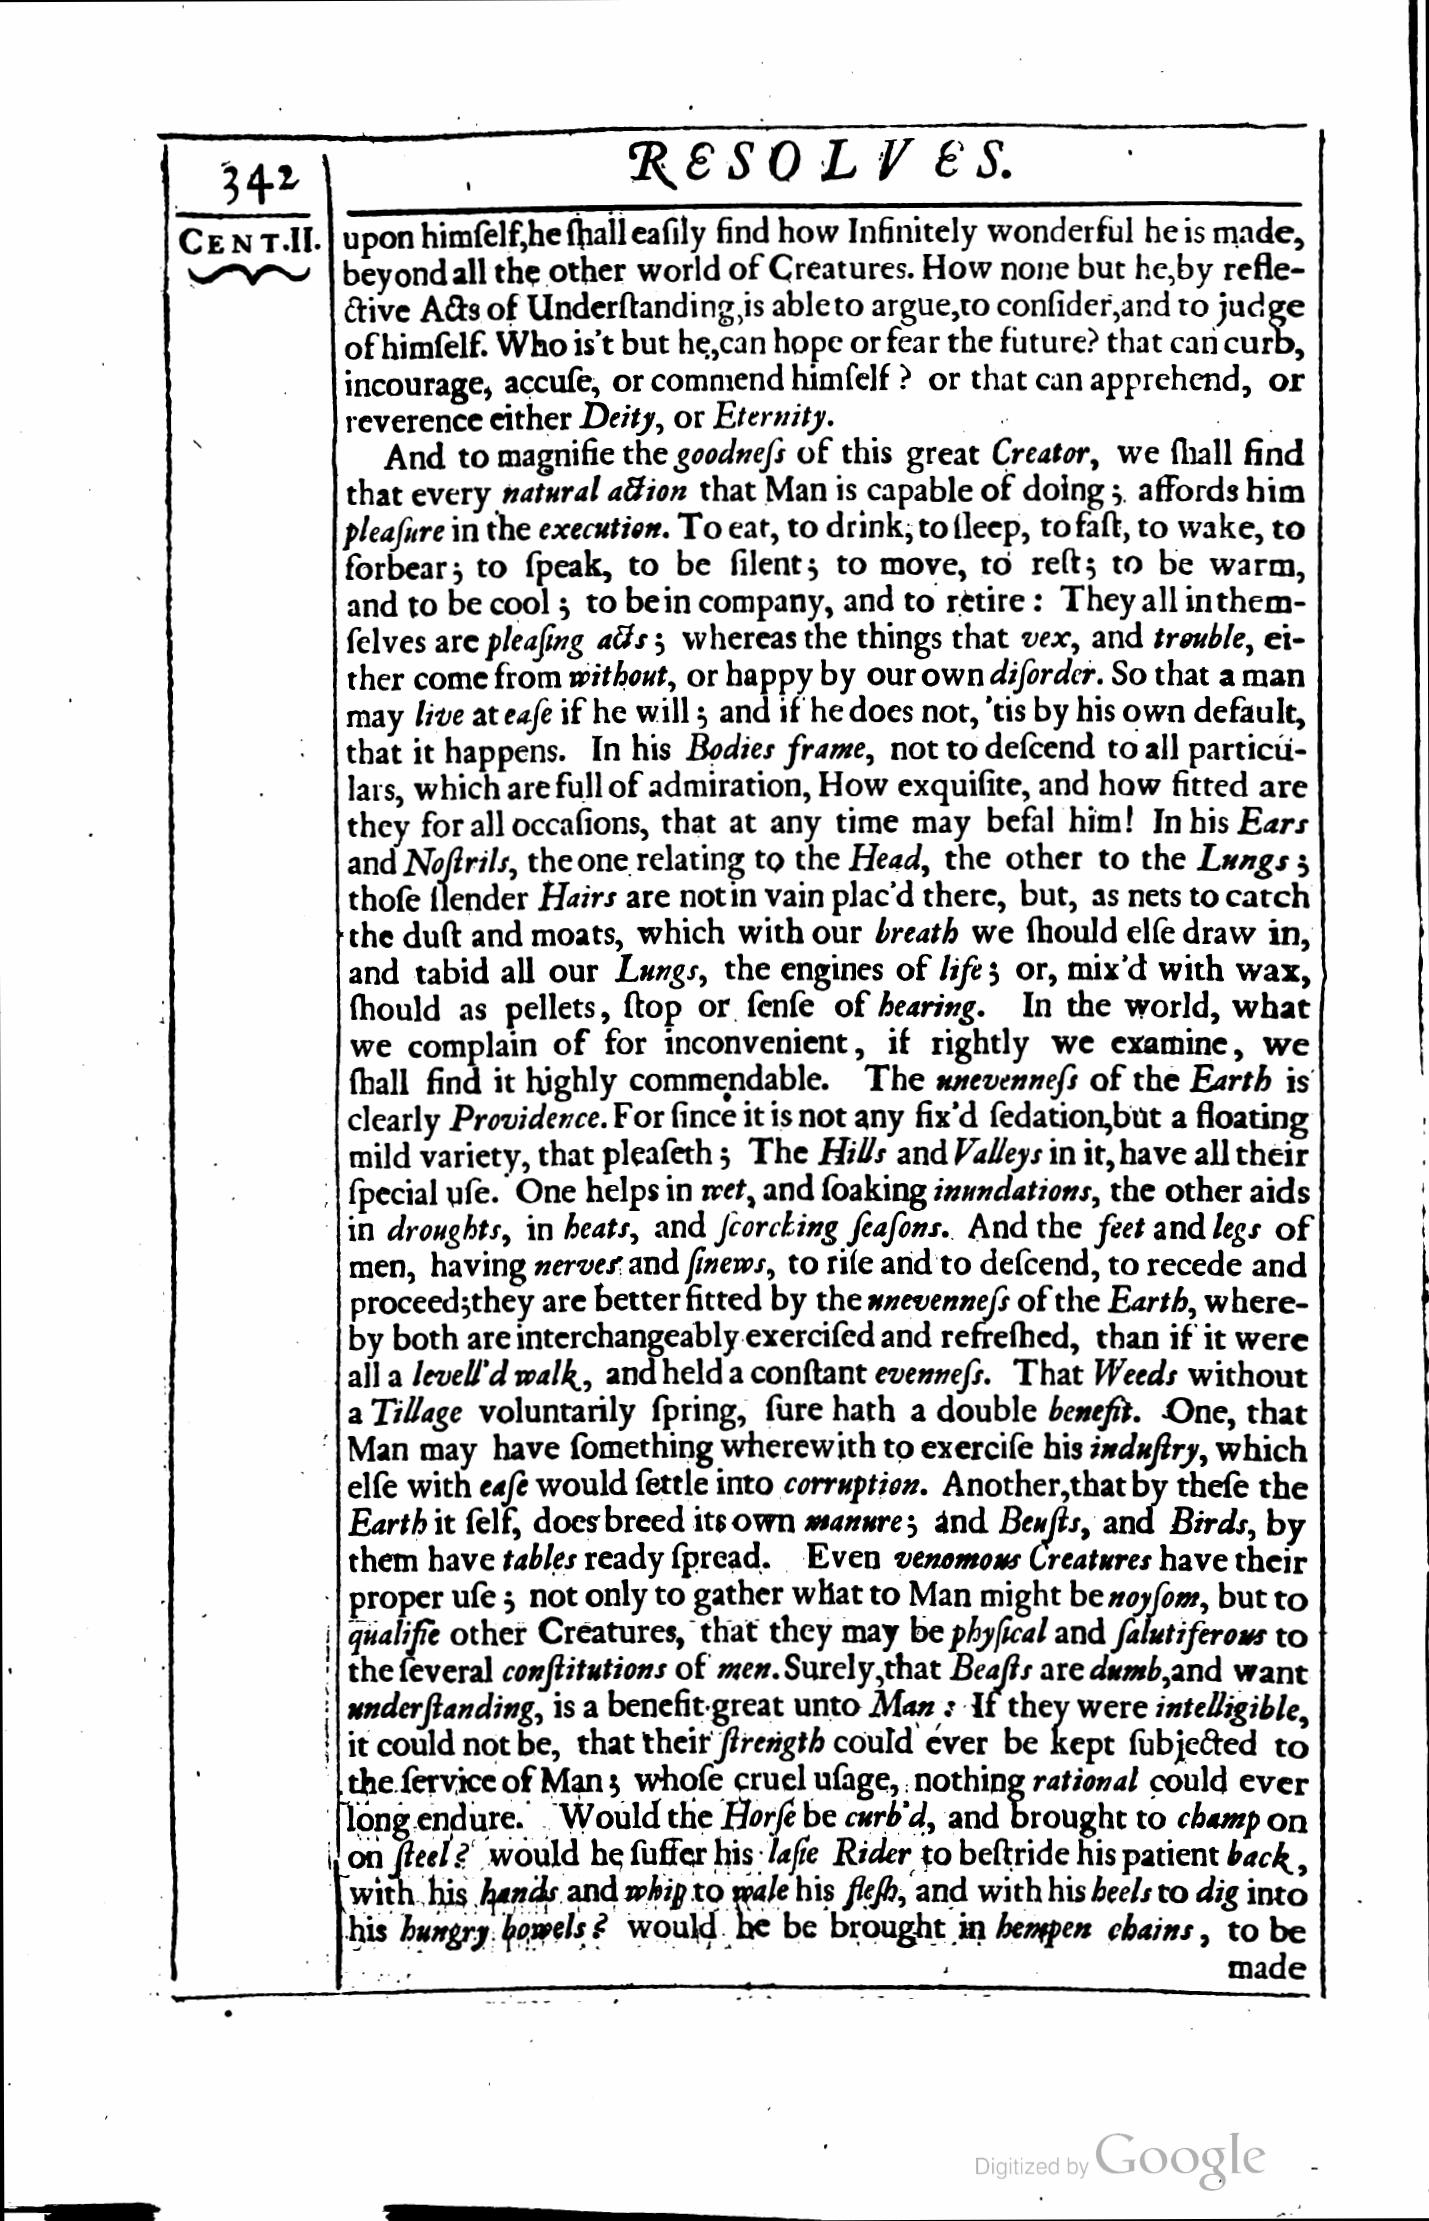 342
RESOLVES.
CENT.II.
upon himſelf,he ſhall eaſily find how Infinitely wonderful he is made,
beyond all the other world of Creatures. How none but he,by refle-
ctive Acts of Underſtanding,is able to argue,to conſider,and to judge
of himſelf. Who is't but he,can hope or fear the future? that can curb,
incourage, accuſe, or commend himſelf? or that can apprehend, or
reverence either Deity, or Eternity.
And to magnifie the goodneſs of this great Creator, we ſhall find
that every natural action that Man is capable of doing; affords him
pleaſure in the execution. To eat, to drink; to ſleep, to faſt, to wake, to
forbear; to ſpeak, to be ſilent; to move, to reſt; to be warm,
and to be cool; to be in company, and to retire: They all in them-
ſelves are pleaſing acts; whereas the things that vex, and trouble, ei-
ther come from without, or happy by our own diſorder. So that a man
may live at eaſe if he will; and if he does not, 'tis by his own default,
that it happens. In his Bodies frame, not to deſcend to all particu-
lars, which are full of admiration, How exquiſite, and how fitted are
they for all occaſions, that at any time may befal him! In his Ears
and Noſtrils, the one relating to the Head, the other to the Lungs;
thoſe ſlender Hairs are not in vain plac'd there, but, as nets to catch
the duſt and moats, which with our breath we ſhould elſe draw in,
and tabid all our Lungs, the engines of life; or, mix'd with wax,
ſhould as pellets, ſtop or ſenſe of hearing. In the world, what
we complain of for inconvenient, if rightly we examine, we
ſhall find it highly commendable. The unevenneſs of the Earth is
clearly Providence. For ſince it is not any fix'd ſedation,but a floating
mild variety, that pleaſeth; The Hills and Valleys in it, have all their
ſpecial uſe. One helps in wet, and ſoaking inundations, the other aids
in droughts, in heats, and ſcorching ſeaſons. And the feet and legs of
men, having nerves and ſinews, to riſe and to deſcend, to recede and
proceed;they are better fitted by the unevenneſs of the Earth, where-
by both are interchangeably exerciſed and refreſhed, than if it were
all a levell'd walk, and held a conſtant evenneſs. That Weeds without
a Tillage voluntarily ſpring, ſure hath a double benefit. One, that
Man may have ſomething wherewith to exerciſe his induſtry, which
elſe with eaſe would ſettle into corruption. Another,that by theſe the
Earth it ſelf, does breed its own manure; and Beaſts, and Birds, by
them have tables ready ſpread. Even venomous Creatures have their
proper uſe; not only to gather what to Man might be noyſom, but to
qualifie other Creatures, that they may be phyſical and ſalutiferous to
the ſeveral conſtitutions of men. Surely,that Beaſts are dumb,and want
underſtanding, is a benefit great unto Man: If they were intelligible,
it could not be, that their ſtrength could ever be kept ſubjected to
the ſervice of Man; whoſe cruel uſage, nothing rational could ever
long endure. Would the Horſe be curb'd, and brought to champ on
on ſteel? would he ſuffer his laſie Rider to beſtride his patient back,
with his hands and whip to wale his fleſh, and with his heels to dig into
his hungry bowels? would he be brought in hempen chains, to be
made
Digitized by Google